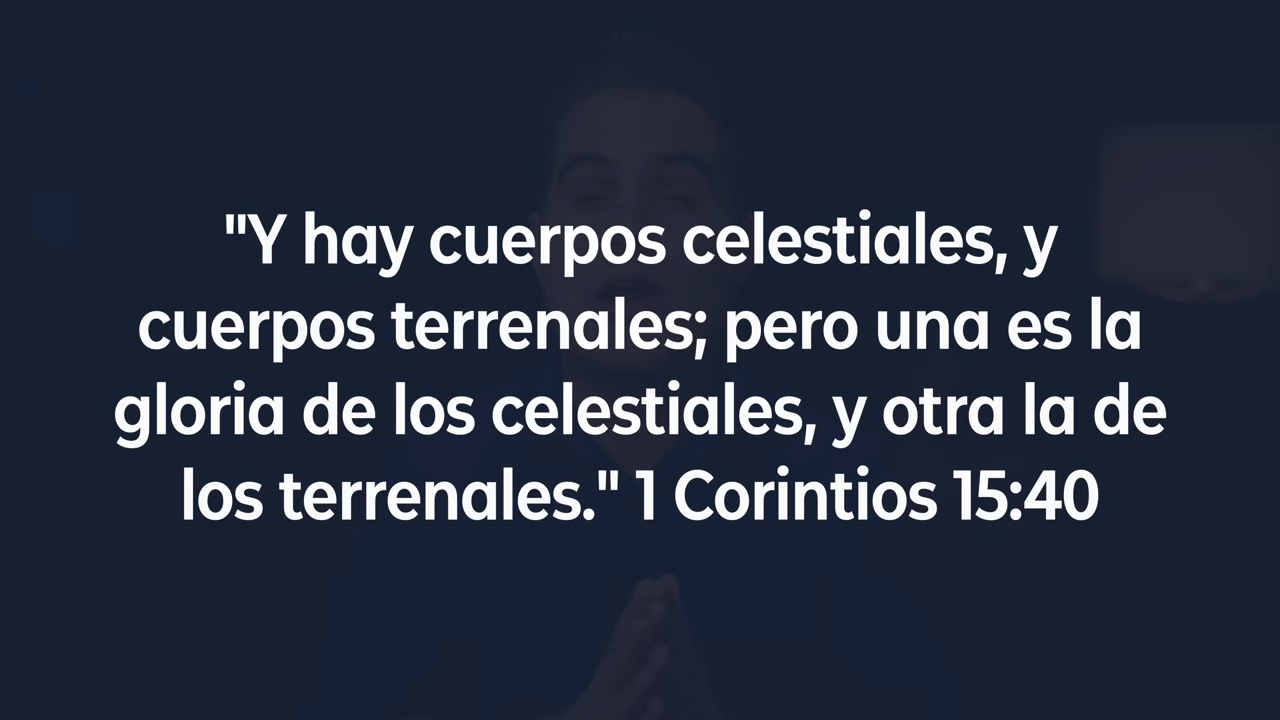 "Y hay cuerpos celestiales, y
cuerpos terrenales; pero una es la
gloria de los celestiales, y otra la de
los terrenales." 1 Corintios 15:40